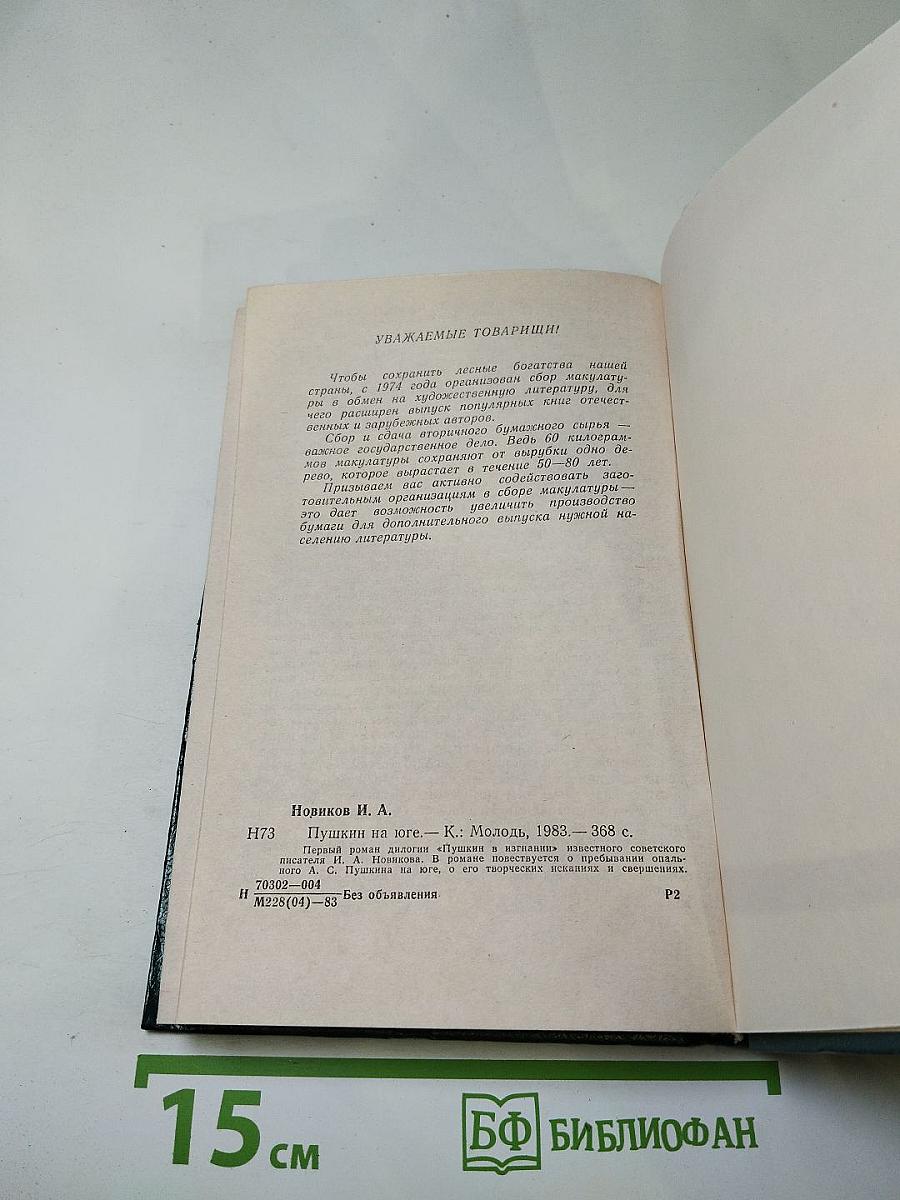 УВАЖАЕМЫЕ ТОВАРИЩИ!
Чтобы сохранить лесные богатства нашей
страны, с 1974 года организован сбор макулату-
ры в обмен на художественную литературу, для
чего расширен выпуск популярных книг отечест-
венных и зарубежных авторов.
Сбор и сдача вторичного бумажного сырья —
важное государственное дело. Ведь 60 килограм-
мов макулатуры сохраняют от вырубки одно де-
рево, которое вырастает в течение 50—80 лет.
Призываем вас активно содействовать заго-
товительным организациям в сборе макулатуры —
это дает возможность увеличить производство
бумаги для дополнительного выпуска нужной на-
селению литературы.
Новиков И. А.
Н73 Пушкин на юге.— К.: Молодь, 1983.— 368 с.
Первый роман дилогии «Пушкин в изгнании» известного советского
писателя И. А. Новикова. В романе повествуется о пребывании опаль-
ного А. С. Пушкина на юге, о его творческих исканиях и свершениях.
70302—004
Н М228(04)—83 Без объявления Р2
15 см
БФ БИБЛИОФАН